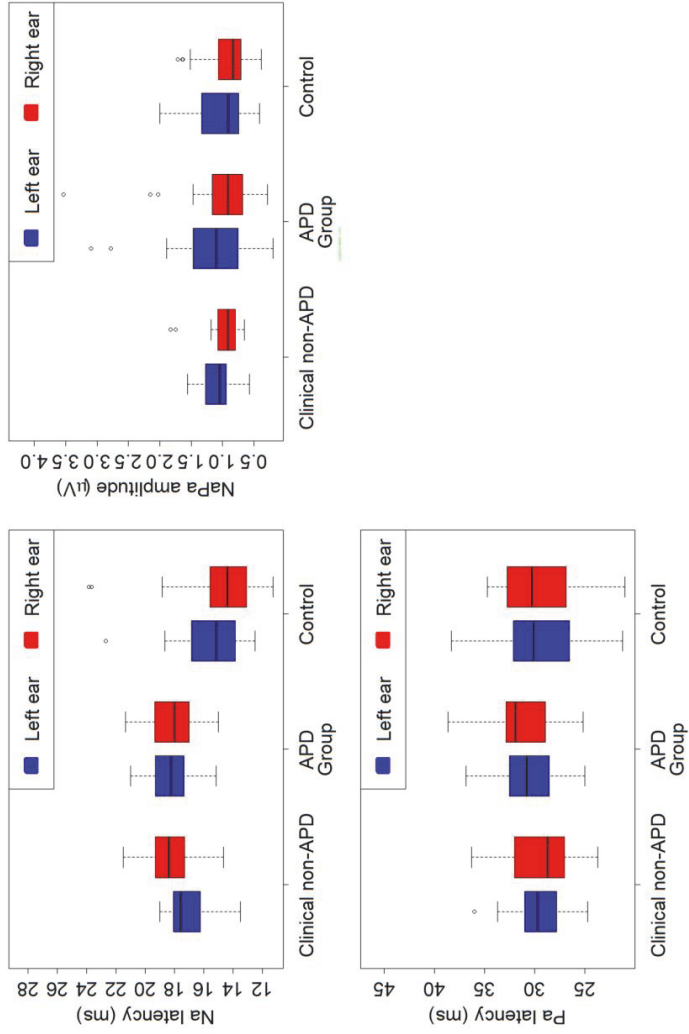 Left ear Right ear
Na latency (ms)
28 26 24 22 20 18 16 14 12
Clinical non-APD APD Control
Group
Left ear Right ear
NaPa amplitude (μV)
4.0 3.5 3.0 2.5 2.0 1.5 1.0 0.5
Clinical non-APD APD Control
Group
Left ear Right ear
Pa latency (ms)
45 40 35 30 25
Clinical non-APD APD Control
Group